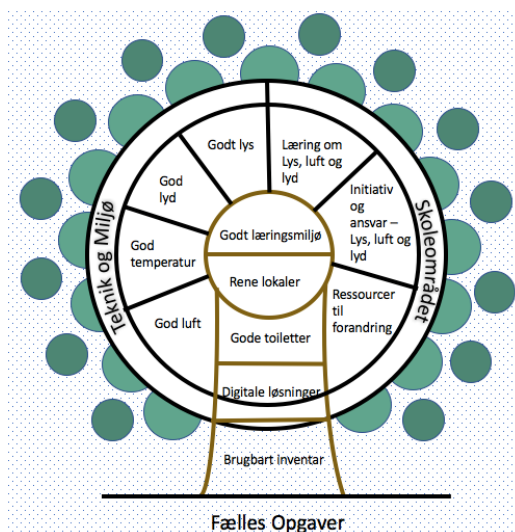 Godt lys
Læring om
Lys, luft og
lyd
God
lyd
Initiativ
og
ansvar –
Lys, luft og
lyd
Teknik og Miljø
Skoleområdet
Godt læringsmiljø
God
temperatur
Rene lokaler
Ressourcer
til
forandring
God luft
Gode toiletter
Digitale løsninger
Brugbart inventar
Fælles Opgaver